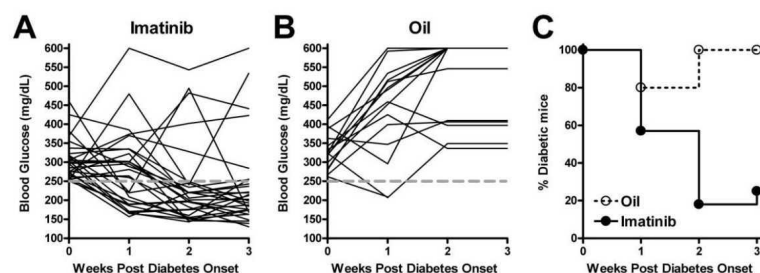 A
Imatinib
Blood Glucose (mg/dL)
600
550
500
450
400
350
300
250
200
150
100
0 1 2 3
Weeks Post Diabetes Onset
B
Oil
Blood Glucose (mg/dL)
600
550
500
450
400
350
300
250
200
150
100
50
0
0 1 2 3
Weeks Post Diabetes Onset
C
% Diabetic mice
100
80
60
40
20
0
Oil
Imatinib
0 1 2 3
Weeks Post Diabetes Onset